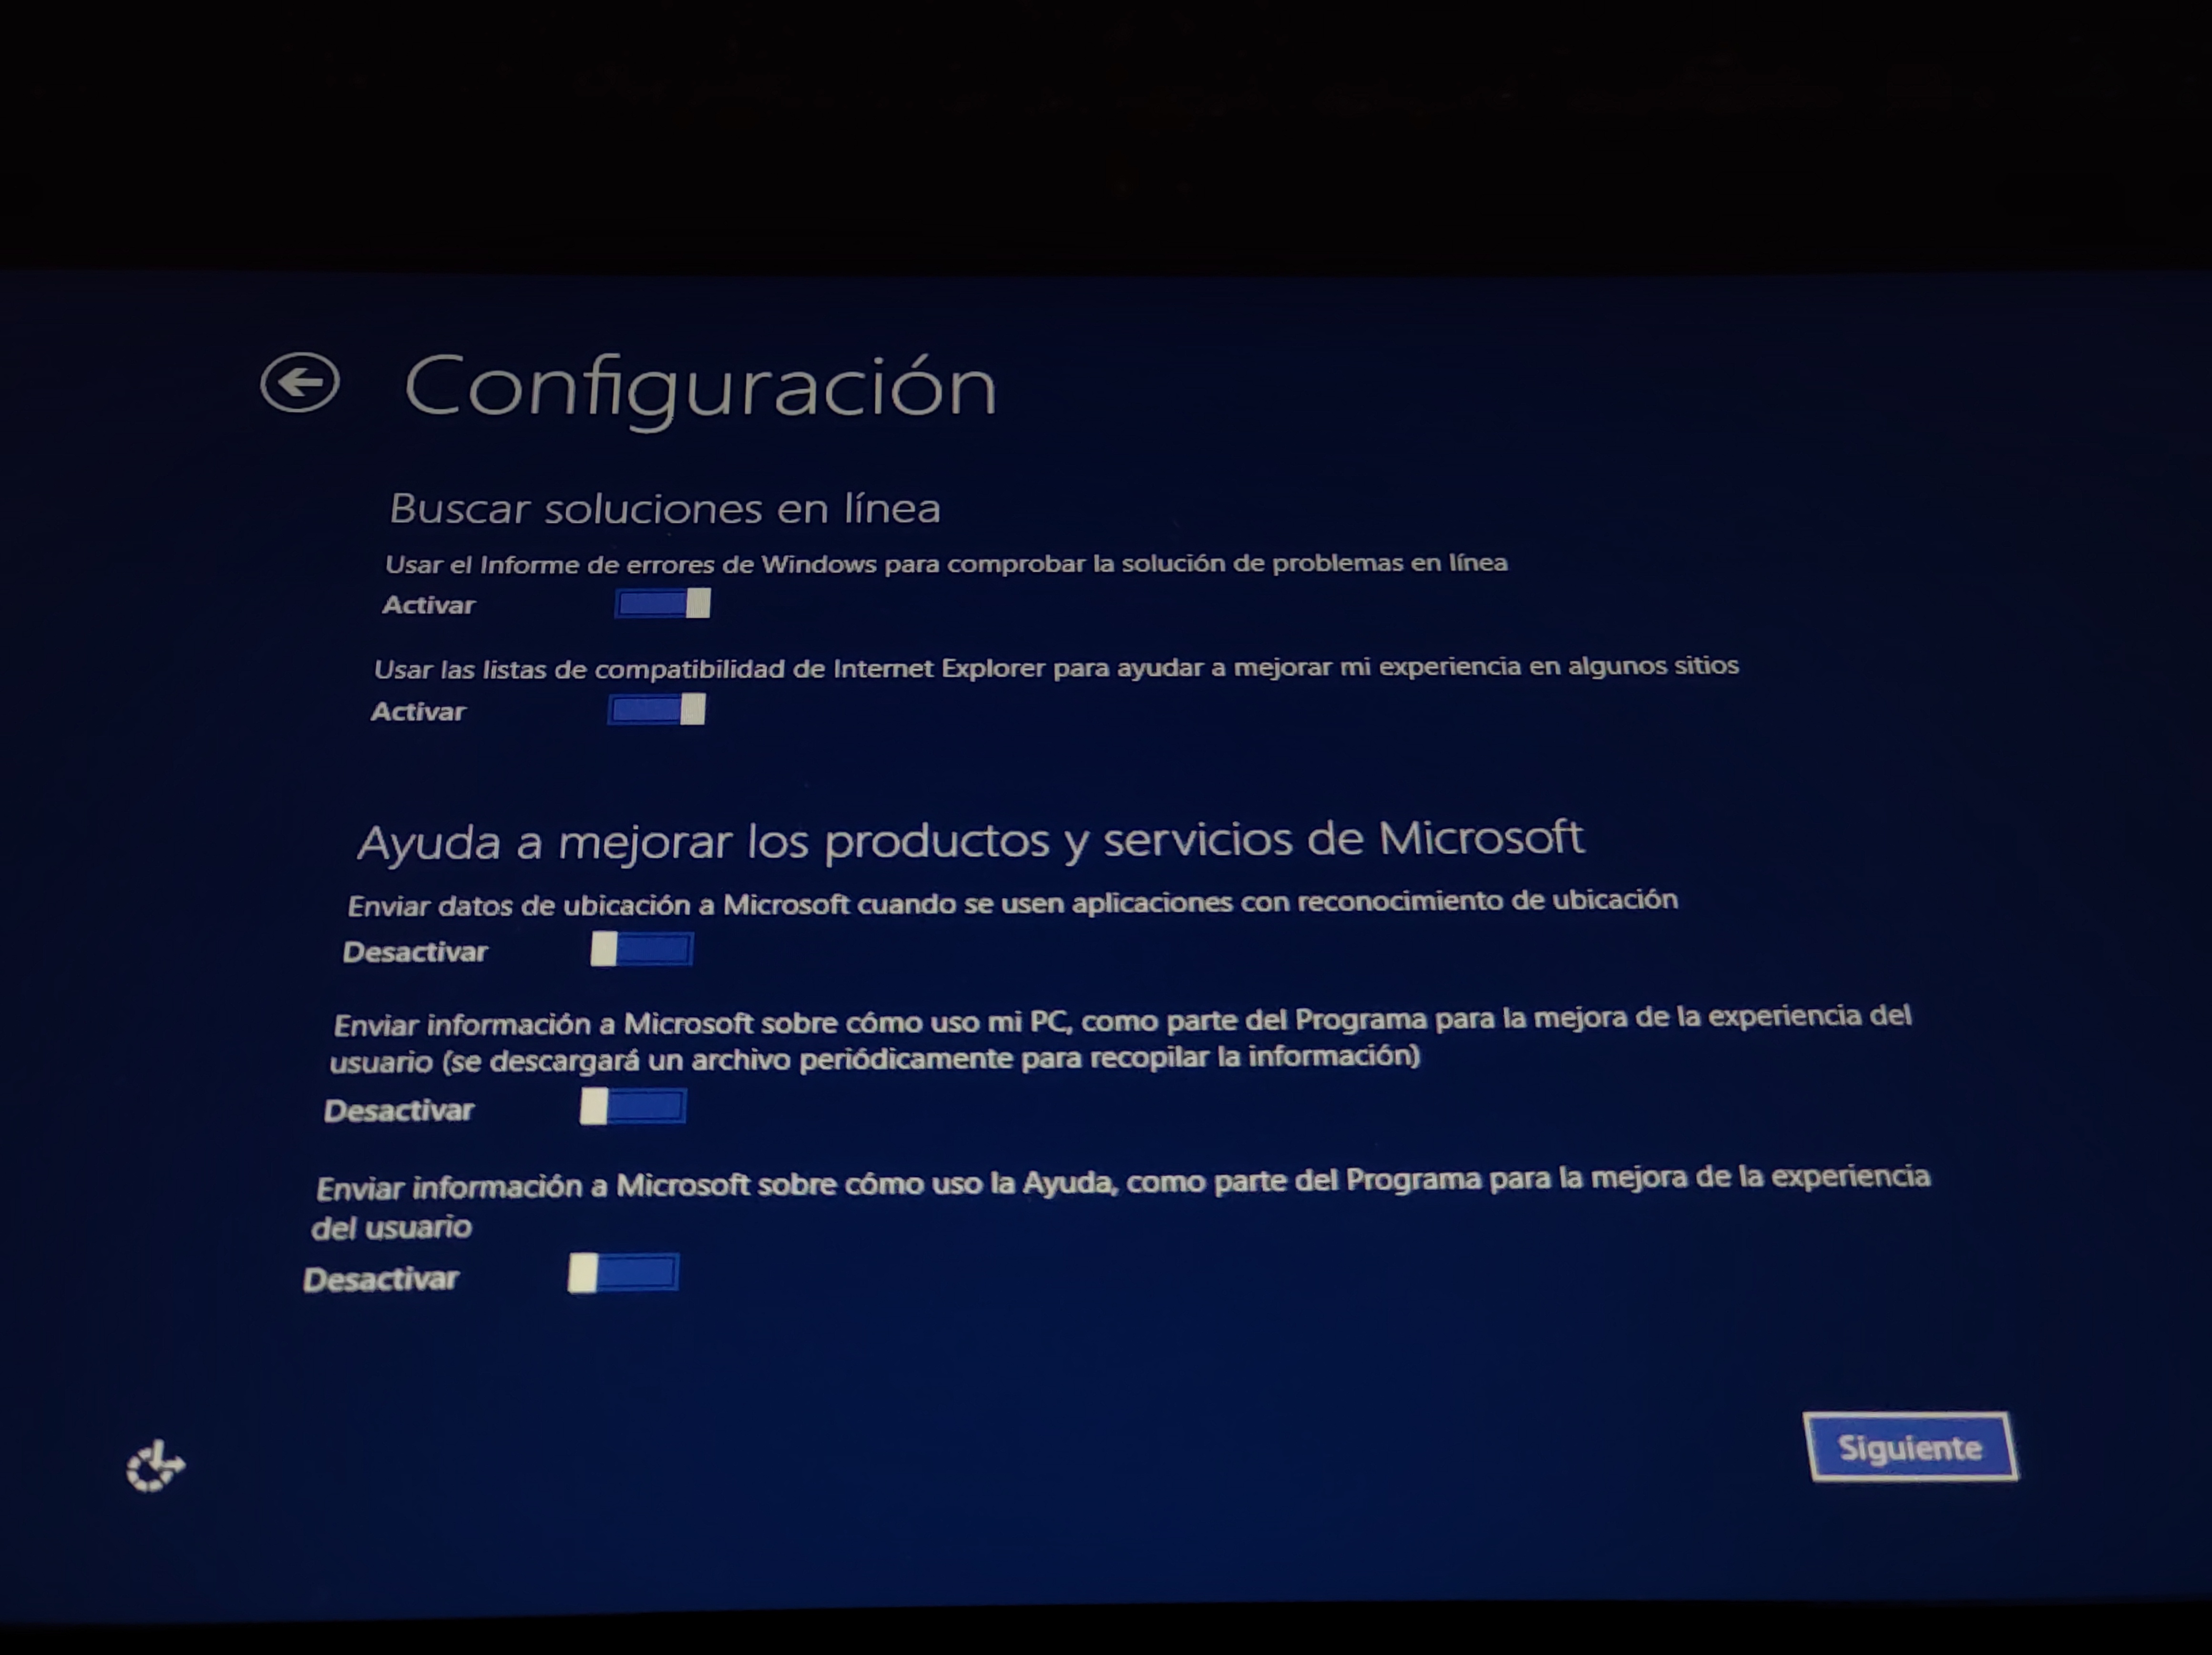 Configuración
Buscar soluciones en línea
Usar el Informe de errores de Windows para comprobar la solución de problemas en línea
Activar
Usar las listas de compatibilidad de Internet Explorer para ayudar a mejorar mi experiencia en algunos sitios
Activar
Ayuda a mejorar los productos y servicios de Microsoft
Enviar datos de ubicación a Microsoft cuando se usen aplicaciones con reconocimiento de ubicación
Desactivar
Enviar información a Microsoft sobre cómo uso mi PC, como parte del Programa para la mejora de la experiencia del
usuario (se descargará un archivo periódicamente para recopilar la información)
Desactivar
Enviar información a Microsoft sobre cómo uso la Ayuda, como parte del Programa para la mejora de la experiencia
del usuario
Desactivar
Siguiente